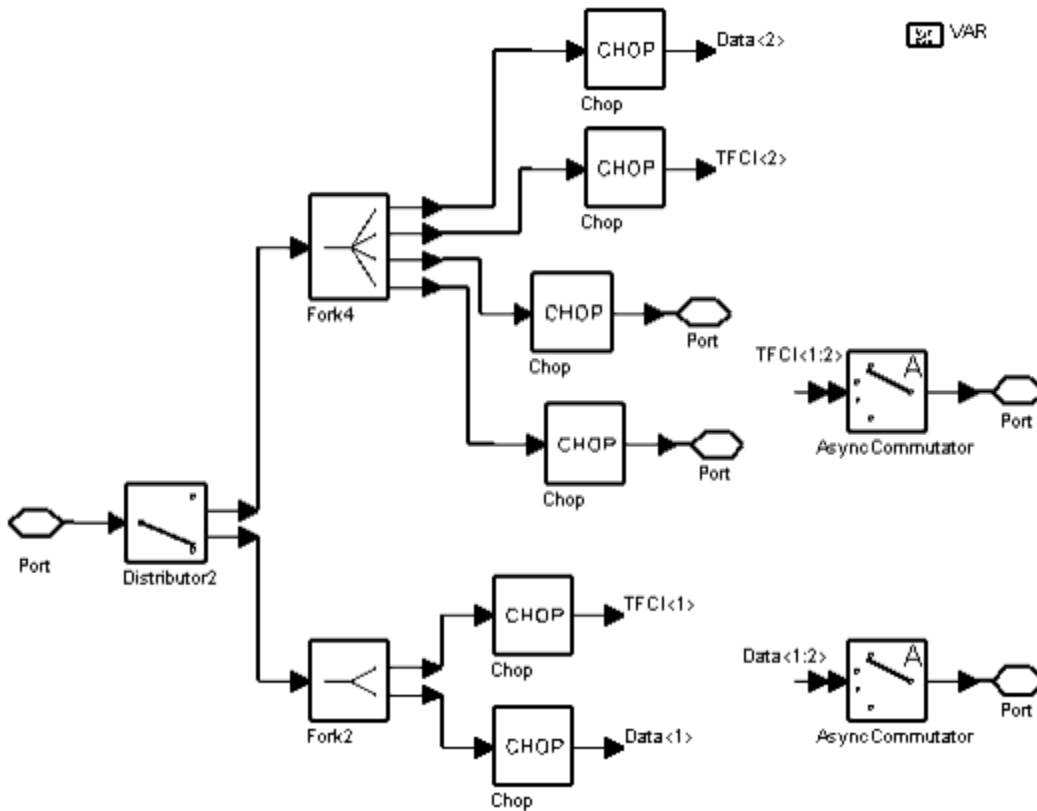 Data<2>
VAR
CHOP
Chop
TFCI<2>
CHOP
Chop
Fork4
CHOP
Chop
Port
TFCI<1:2>
A
AsyncCommutator
Port
CHOP
Chop
Port
Port
Distributor2
CHOP
Chop
TFCI<1>
Fork2
CHOP
Chop
Data<1>
Data<1:2>
A
AsyncCommutator
Port